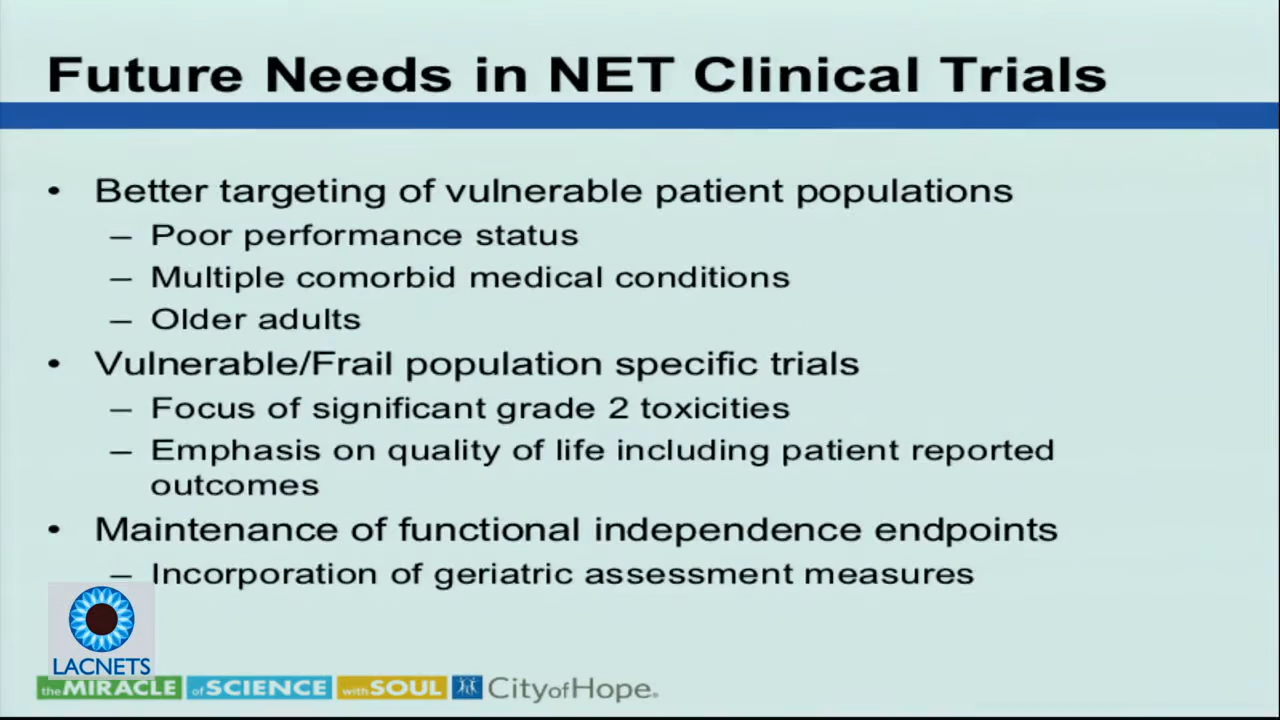 Future Needs in NET Clinical Trials
• Better targeting of vulnerable patient populations
– Poor performance status
– Multiple comorbid medical conditions
– Older adults
• Vulnerable/Frail population specific trials
– Focus of significant grade 2 toxicities
– Emphasis on quality of life including patient reported
outcomes
• Maintenance of functional independence endpoints
– Incorporation of geriatric assessment measures
LACNETS
the MIRACLE of SCIENCE with SOUL City of Hope.